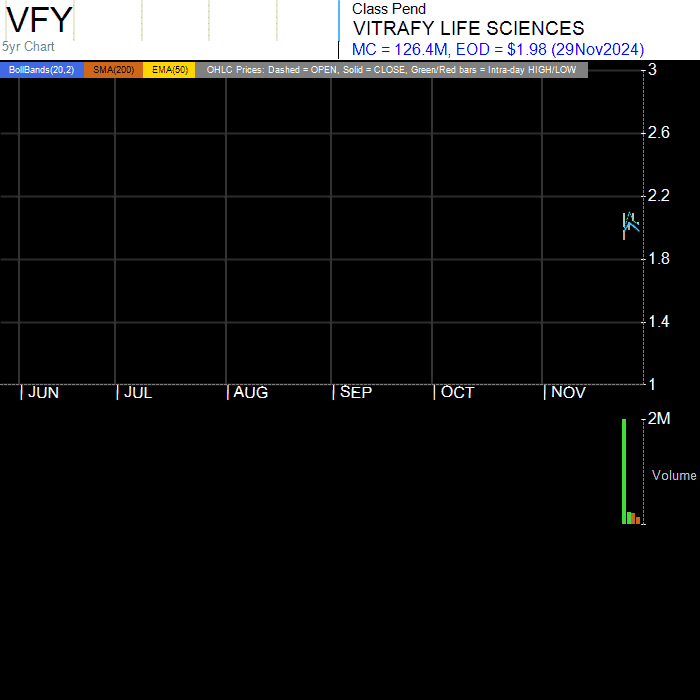 VFY
5yr Chart
Class Pend
VITRAFY LIFE SCIENCES
MC = 126.4M, EOD = $1.98 (29Nov2024)
BollBands(20,2) SMA(200) EMA(50) OHLC Prices: Dashed = OPEN, Solid = CLOSE, Green/Red bars = Intra-day HIGH/LOW
3
2.6
2.2
1.8
1.4
1
JUN JUL AUG SEP OCT NOV
2M
Volume